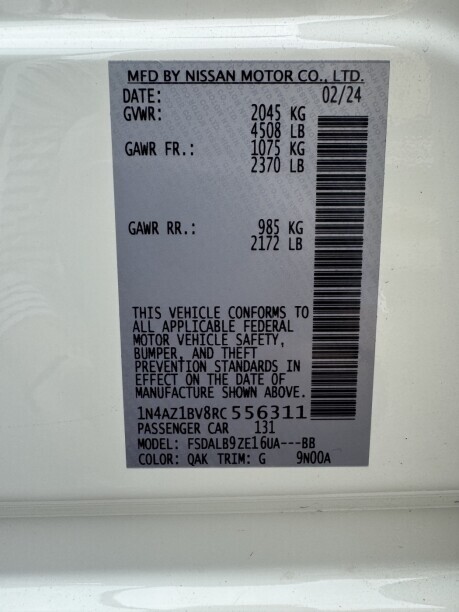 MFD BY NISSAN MOTOR CO., LTD.
DATE: 02/24
GVWR: 2045 KG
4508 LB
GAWR FR.: 1075 KG
2370 LB
GAWR RR.: 985 KG
2172 LB
THIS VEHICLE CONFORMS TO
ALL APPLICABLE FEDERAL
MOTOR VEHICLE SAFETY,
BUMPER, AND THEFT
PREVENTION STANDARDS IN
EFFECT ON THE DATE OF
MANUFACTURE SHOWN ABOVE.
1N4AZ1BV8RC556311
PASSENGER CAR 131
MODEL: FSDALB9ZE16UA---BB
COLOR: QAK TRIM: G 9N00A